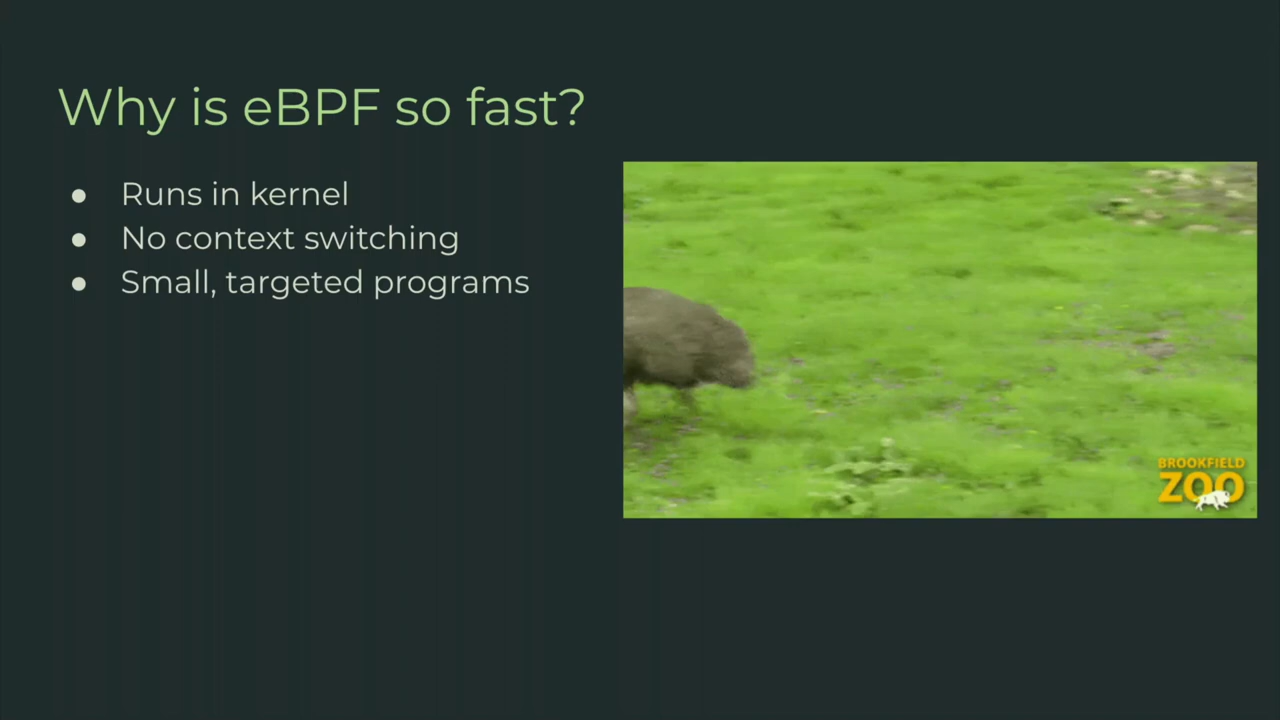 Why is eBPF so fast?
● Runs in kernel
● No context switching
● Small, targeted programs
BROOKFIELD
ZOO